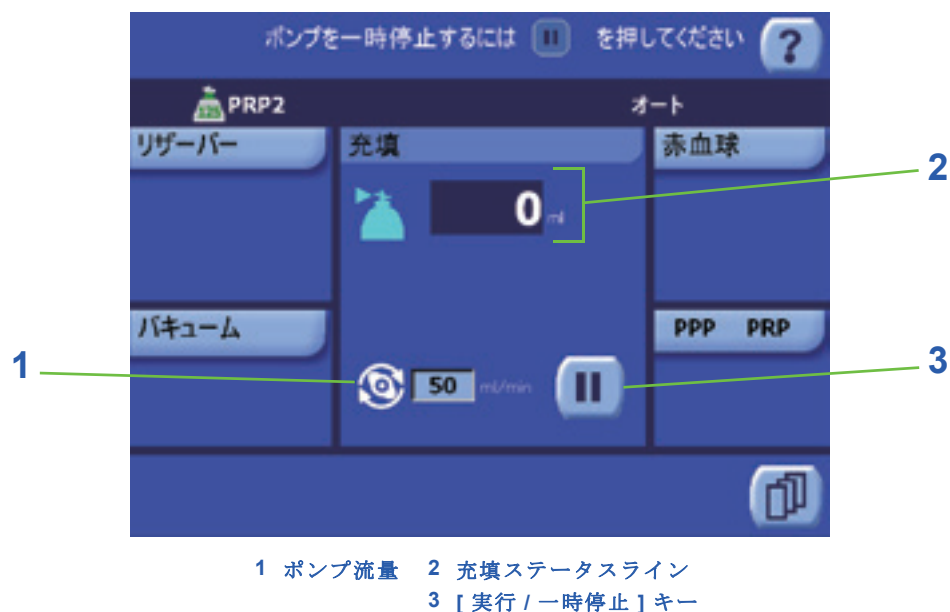 ポンプを一時停止するには を押してください ?
125 PRP2 オート
リザーバー 充填 赤血球
0 ml
2
バキューム PPP PRP
1
50 ml/min
3
1 ポンプ流量 2 充填ステータスライン
3 [ 実行 / 一時停止 ] キー